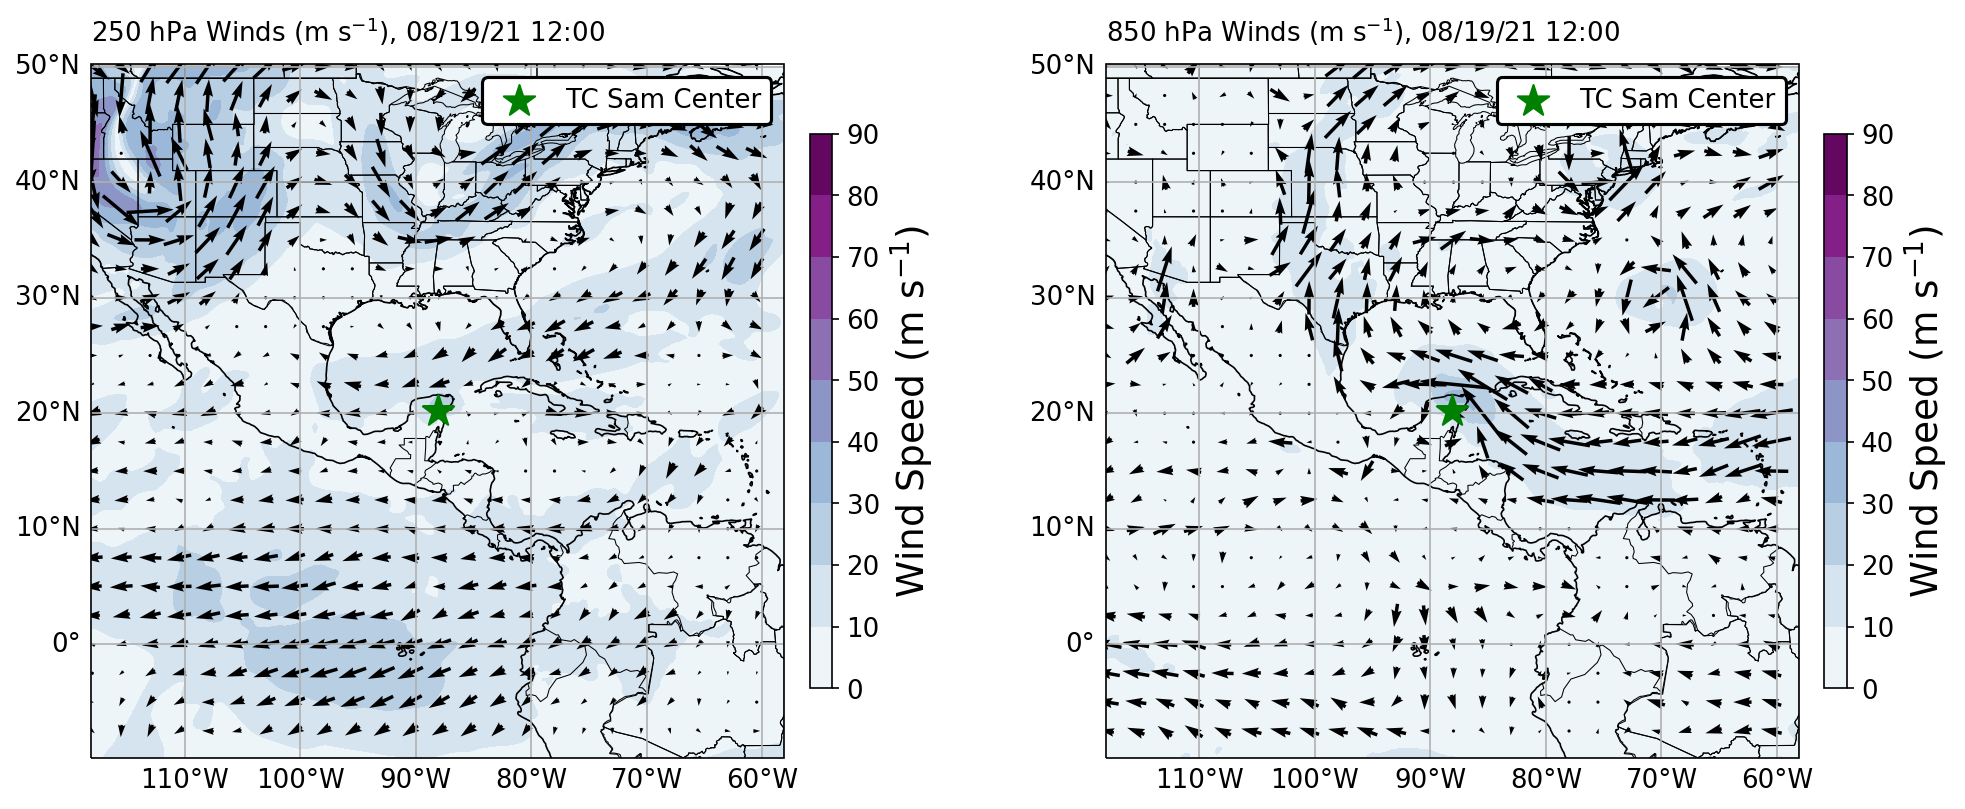 250 hPa Winds (m s⁻¹), 08/19/21 12:00
TC Sam Center
50°N
40°N
30°N
20°N
10°N
0°
110°W 100°W 90°W 80°W 70°W 60°W
90
80
70
60
50
40
30
20
10
0
Wind Speed (m s⁻¹)
850 hPa Winds (m s⁻¹), 08/19/21 12:00
TC Sam Center
50°N
40°N
30°N
20°N
10°N
0°
110°W 100°W 90°W 80°W 70°W 60°W
90
80
70
60
50
40
30
20
10
0
Wind Speed (m s⁻¹)